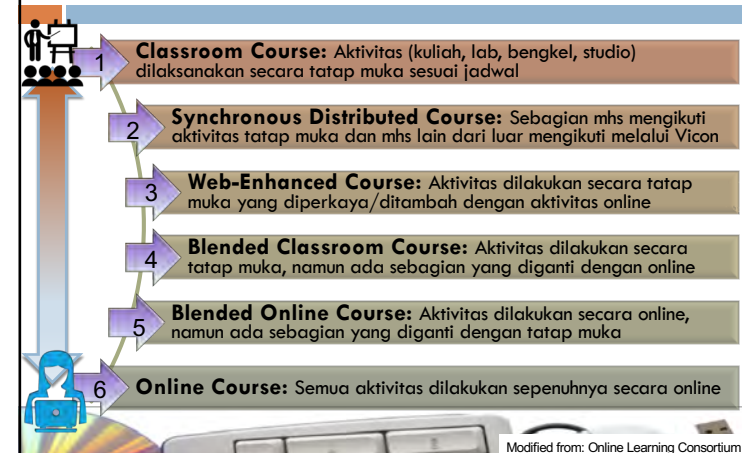 1 Classroom Course: Aktivitas (kuliah, lab, bengkel, studio)
dilaksanakan secara tatap muka sesuai jadwal
2 Synchronous Distributed Course: Sebagian mhs mengikuti
aktivitas tatap muka dan mhs lain dari luar mengikuti melalui Vicon
3 Web-Enhanced Course: Aktivitas dilakukan secara tatap
muka yang diperkaya/ditambah dengan aktivitas online
4 Blended Classroom Course: Aktivitas dilakukan secara
tatap muka, namun ada sebagian yang diganti dengan online
5 Blended Online Course: Aktivitas dilakukan secara online,
namun ada sebagian yang diganti dengan tatap muka
6 Online Course: Semua aktivitas dilakukan sepenuhnya secara online
Modified from: Online Learning Consortium